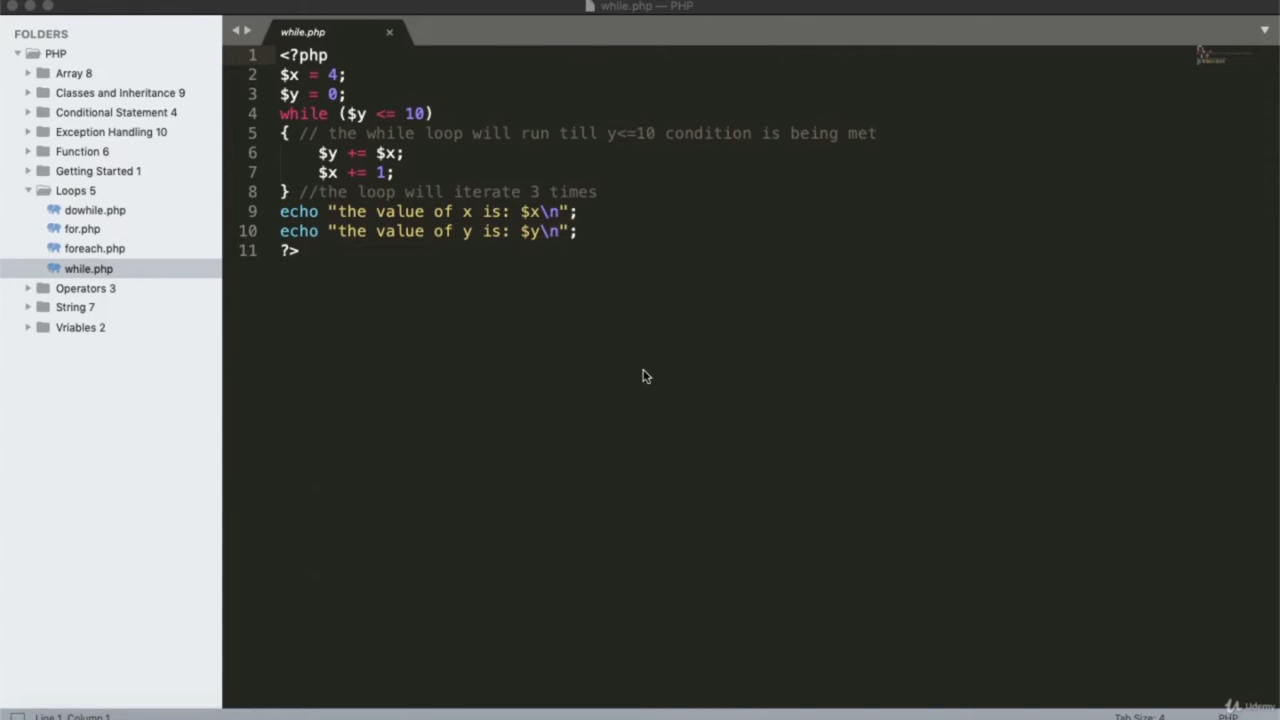 while.php — PHP
FOLDERS
PHP
Array 8
Classes and Inheritance 9
Conditional Statement 4
Exception Handling 10
Function 6
Getting Started 1
Loops 5
dowhile.php
for.php
foreach.php
while.php
Operators 3
String 7
Vriables 2
while.php
1 <?php
2 $x = 4;
3 $y = 0;
4 while ($y <= 10)
5 { // the while loop will run till y<=10 condition is being met
6 $y += $x;
7 $x += 1;
8 } //the loop will iterate 3 times
9 echo "the value of x is: $x\n";
10 echo "the value of y is: $y\n";
11 ?>
Line 1, Column 1
Tab Size: 4
PHP
Udemy